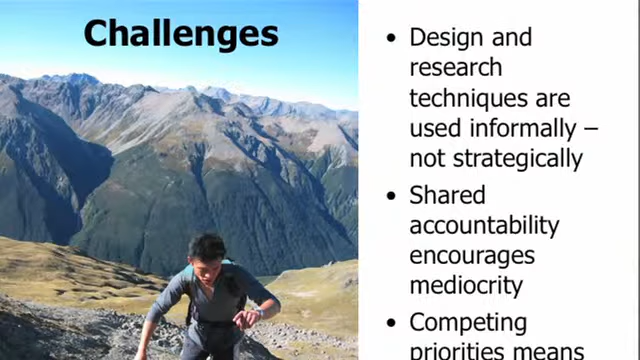 Challenges
• Design and
research
techniques are
used informally –
not strategically
• Shared
accountability
encourages
mediocrity
• Competing
priorities means